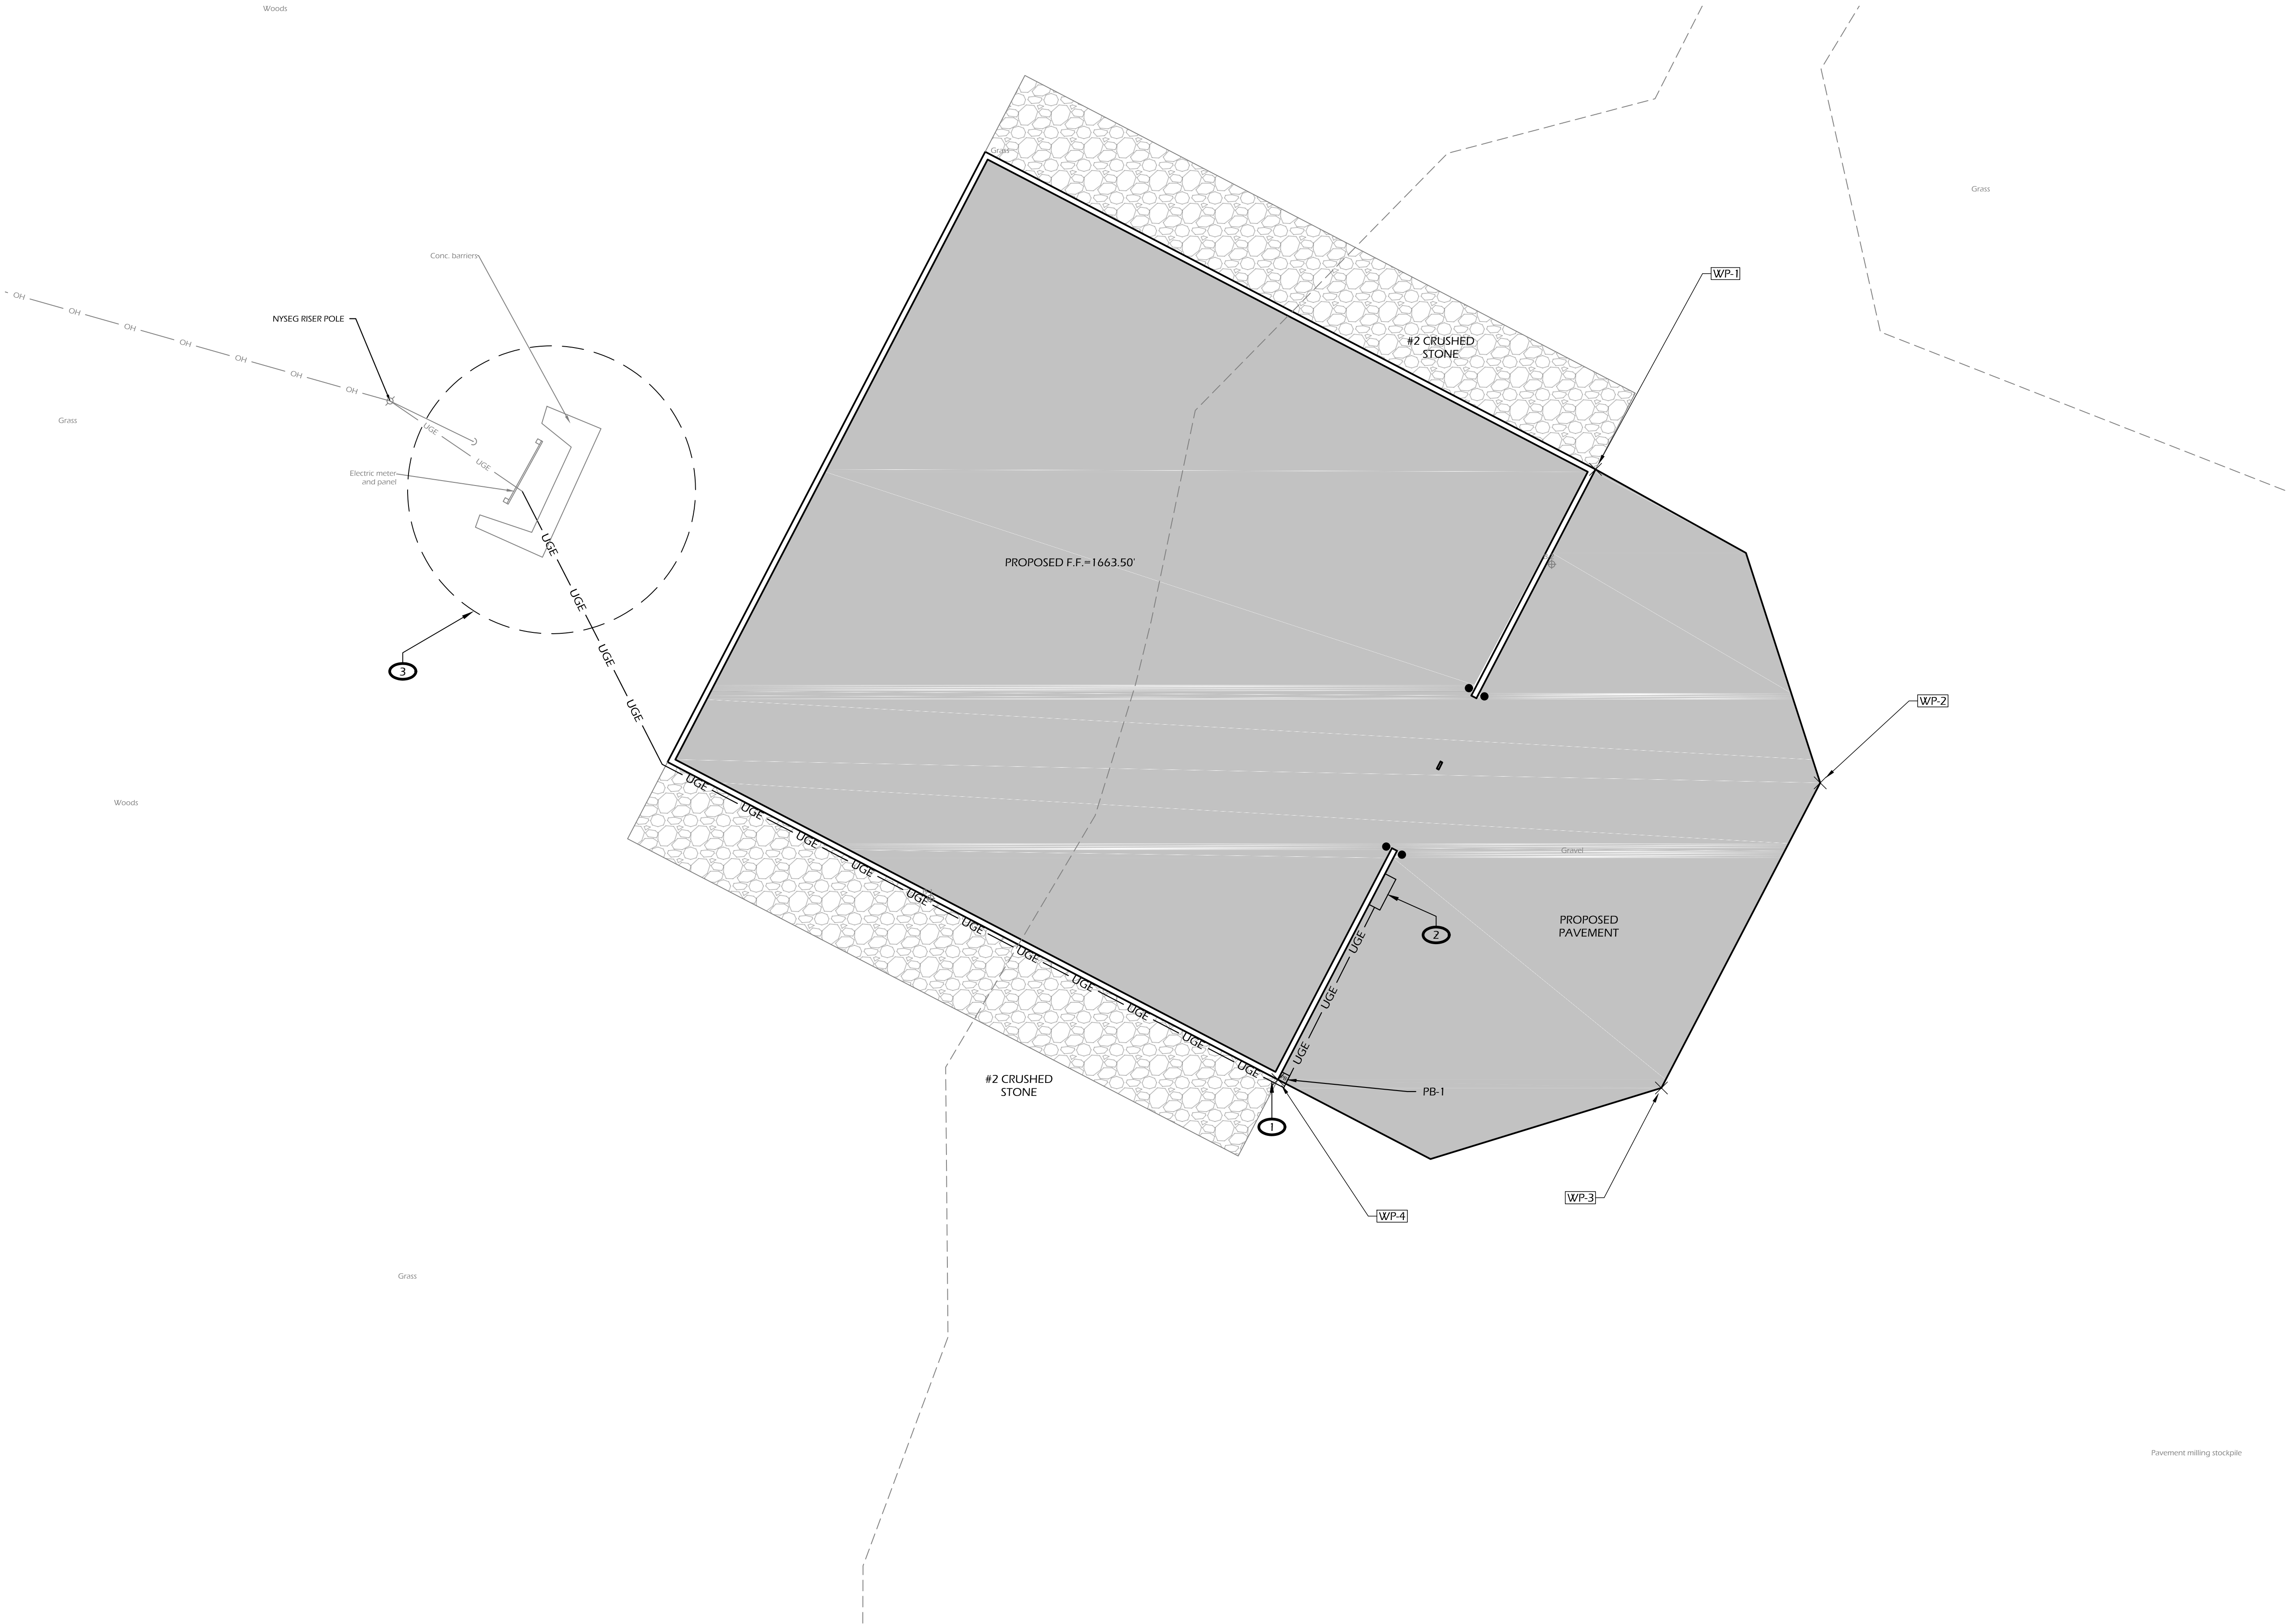 Woods
Grass
Grass
Conc. barriers
WP-1
OH
OH
OH
OH
OH
OH
OH
NYSEG RISER POLE
#2 CRUSHED
STONE
Grass
UGE
UGE
Electric meter
and panel
UGE
PROPOSED F.F.=1663.50'
UGE
UGE
3
UGE
WP-2
UGE
UGE
UGE
UGE
UGE
UGE
UGE
UGE
UGE
UGE
UGE
Woods
Gravel
PROPOSED
PAVEMENT
2
UGE
UGE
UGE
#2 CRUSHED
STONE
PB-1
1
WP-3
WP-4
Grass
Pavement milling stockpile